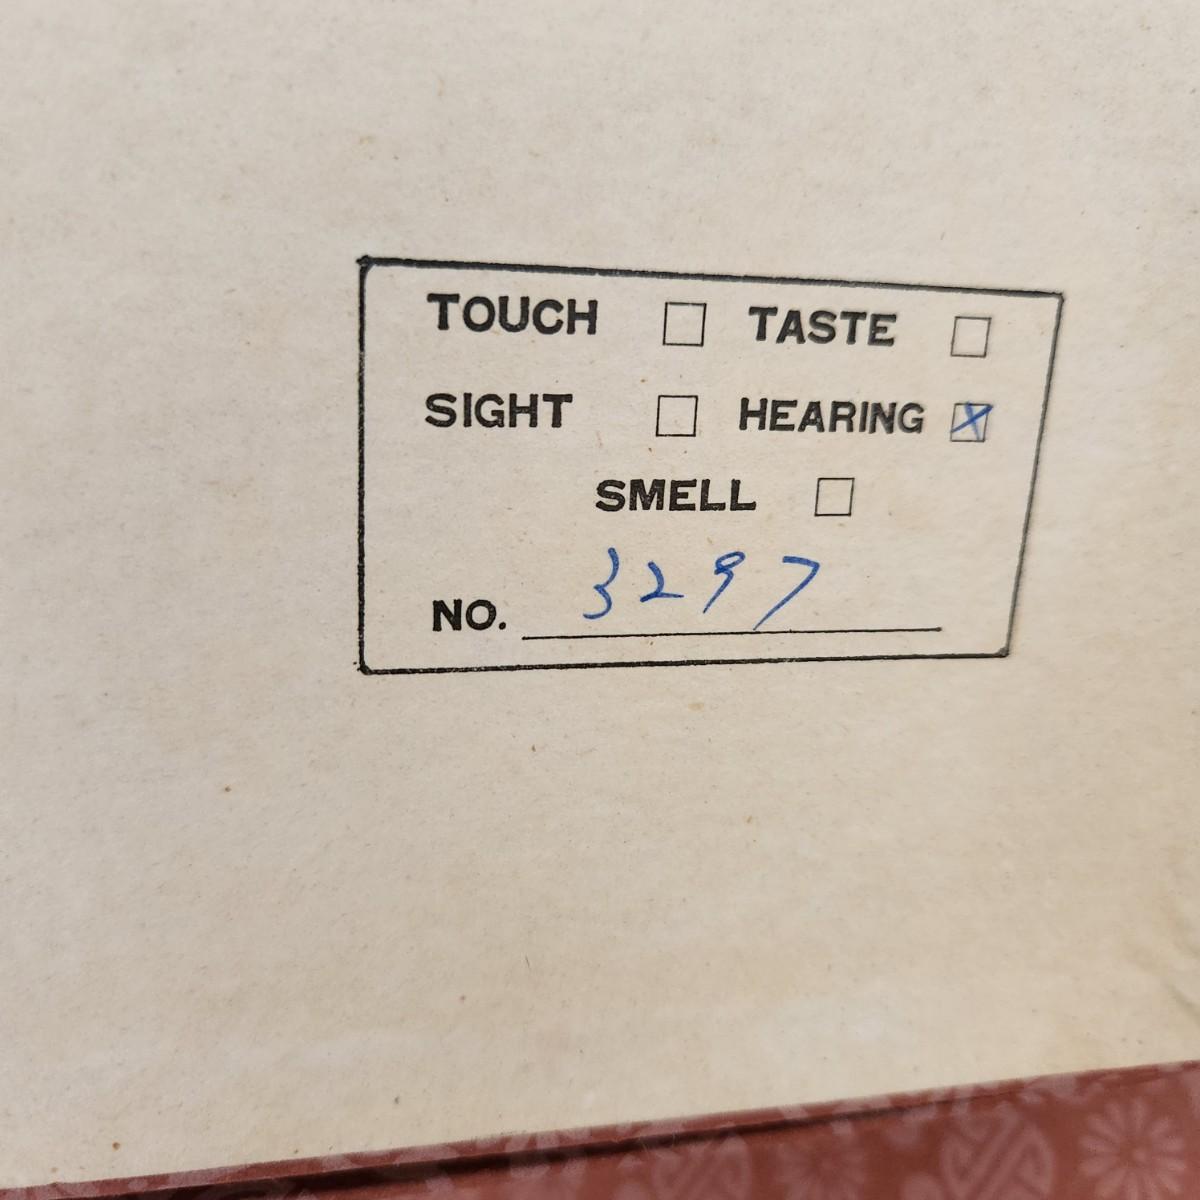 TOUCH ☐ TASTE ☐
SIGHT ☐ HEARING ☒
SMELL ☐
NO. 3297